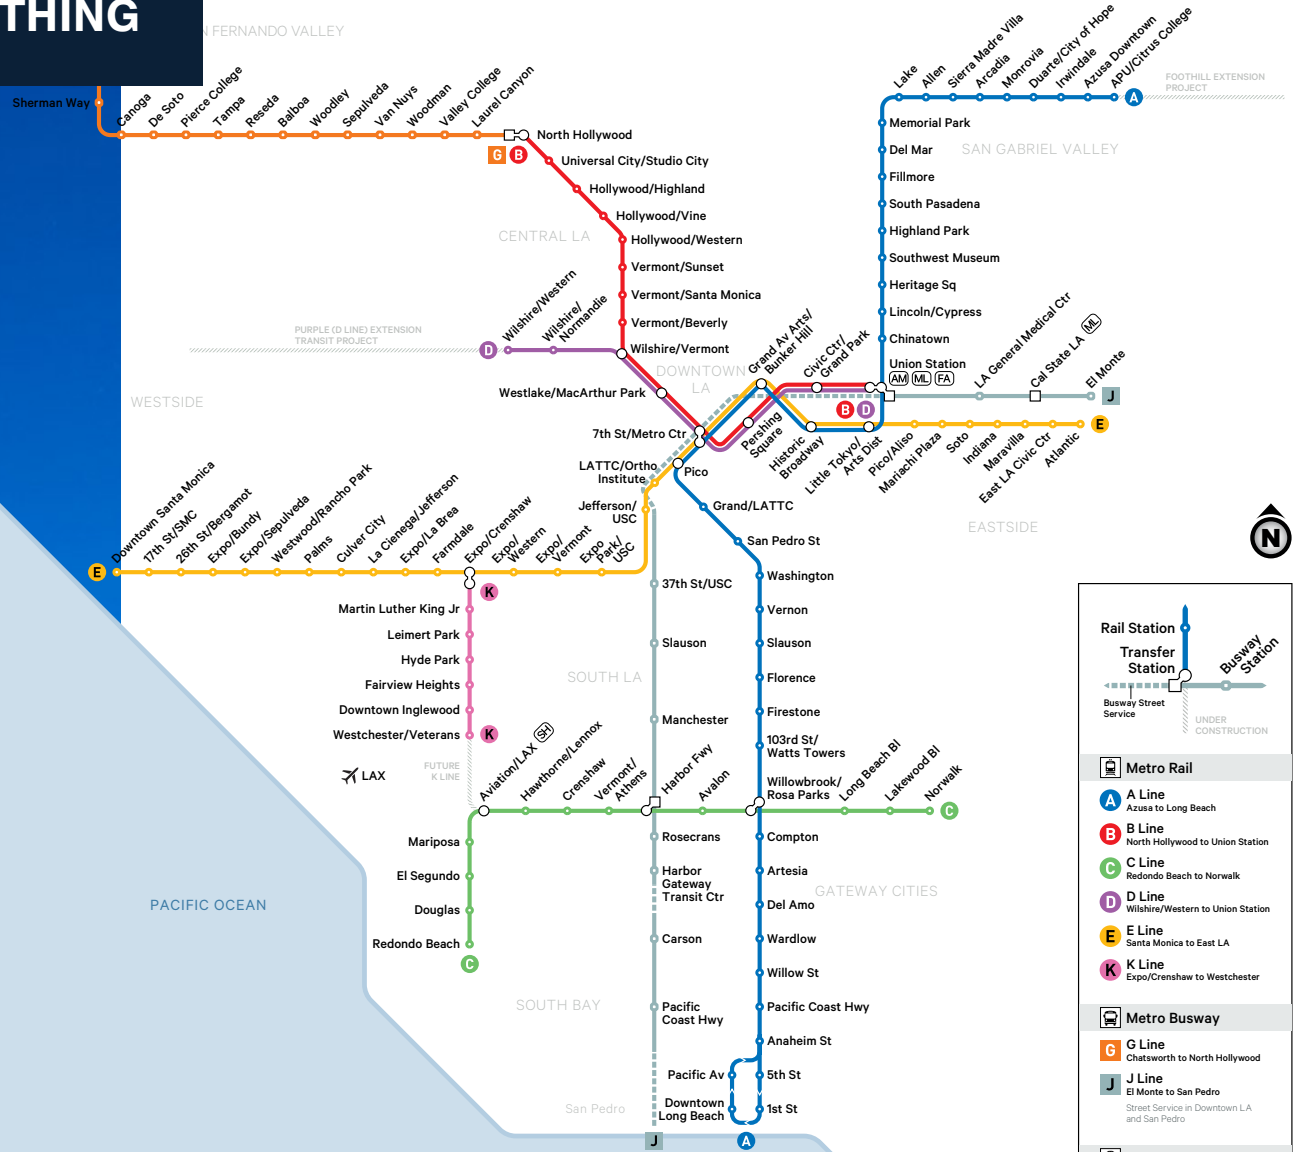 THING
N FERNANDO VALLEY
Sherman Way
Canoga
De Soto
Pierce College
Tampa
Reseda
Balboa
Woodley
Sepulveda
Van Nuys
Woodman
Valley College
Laurel Canyon
North Hollywood
G
B
Universal City/Studio City
Hollywood/Highland
Hollywood/Vine
CENTRAL LA
Hollywood/Western
Vermont/Sunset
Vermont/Santa Monica
Vermont/Beverly
Wilshire/Vermont
PURPLE (D LINE) EXTENSION
TRANSIT PROJECT
D
Wilshire/Western
Wilshire/
Normandie
Westlake/MacArthur Park
7th St/Metro Ctr
DOWNTOWN
LA
WESTSIDE
Lake
Allen
Sierra Madre Villa
Arcadia
Monrovia
Duarte/City of Hope
Irwindale
Azusa Downtown
APU/Citrus College
A
FOOTHILL EXTENSION
PROJECT
Memorial Park
Del Mar
SAN GABRIEL VALLEY
Fillmore
South Pasadena
Highland Park
Southwest Museum
Heritage Sq
Lincoln/Cypress
Chinatown
Union Station
AM
ML
FA
Grand Av Arts/
Bunker Hill
Civic Ctr/
Grand Park
B
D
LA General Medical Ctr
Cal State LA
ML
El Monte
J
Pershing
Square
Historic
Broadway
Little Tokyo/
Arts Dist
Pico/Aliso
Mariachi Plaza
Soto
Indiana
Maravilla
East LA Civic Ctr
Atlantic
E
EASTSIDE
N
LATTC/Ortho
Institute
Pico
Jefferson/
USC
Grand/LATTC
San Pedro St
E
Downtown Santa Monica
17th St/SMC
26th St/Bergamot
Expo/Bundy
Expo/Sepulveda
Westwood/Rancho Park
Palms
Culver City
La Cienega/Jefferson
Expo/La Brea
Farmdale
Expo/Crenshaw
Expo/
Western
Expo/
Vermont
Expo
Park/
USC
K
Martin Luther King Jr
Leimert Park
Hyde Park
Fairview Heights
Downtown Inglewood
Westchester/Veterans
K
FUTURE
K LINE
LAX
37th St/USC
Slauson
SOUTH LA
Manchester
Washington
Vernon
Slauson
Florence
Firestone
103rd St/
Watts Towers
Willowbrook/
Rosa Parks
Aviation/LAX
SH
Hawthorne/Lennox
Crenshaw
Vermont/
Athens
Harbor Fwy
Avalon
Long Beach Bl
Lakewood Bl
Norwalk
C
Mariposa
El Segundo
Douglas
Redondo Beach
C
Rosecrans
Harbor
Gateway
Transit Ctr
Carson
Pacific
Coast Hwy
Compton
Artesia
GATEWAY CITIES
Del Amo
Wardlow
Willow St
Pacific Coast Hwy
Anaheim St
Pacific Av
5th St
Downtown
Long Beach
1st St
SOUTH BAY
San Pedro
J
A
PACIFIC OCEAN
Rail Station
Transfer
Station
Busway
Station
Busway Street
Service
UNDER
CONSTRUCTION
Metro Rail
A
A Line
Azusa to Long Beach
B
B Line
North Hollywood to Union Station
C
C Line
Redondo Beach to Norwalk
D
D Line
Wilshire/Western to Union Station
E
E Line
Santa Monica to East LA
K
K Line
Expo/Crenshaw to Westchester
Metro Busway
G
G Line
Chatsworth to North Hollywood
J
J Line
El Monte to San Pedro
Street Service in Downtown LA
and San Pedro